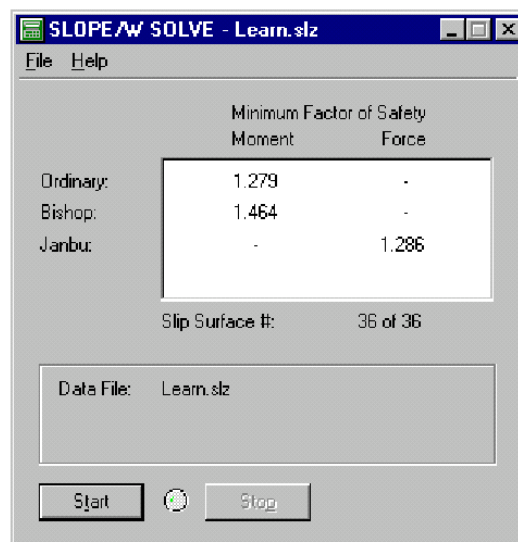 SLOPE/W SOLVE - Learn.slz
File Help
Minimum Factor of Safety
Moment Force
Ordinary: 1.279 -
Bishop: 1.464 -
Janbu: - 1.286
Slip Surface #: 36 of 36
Data File: Learn.slz
Start Stop